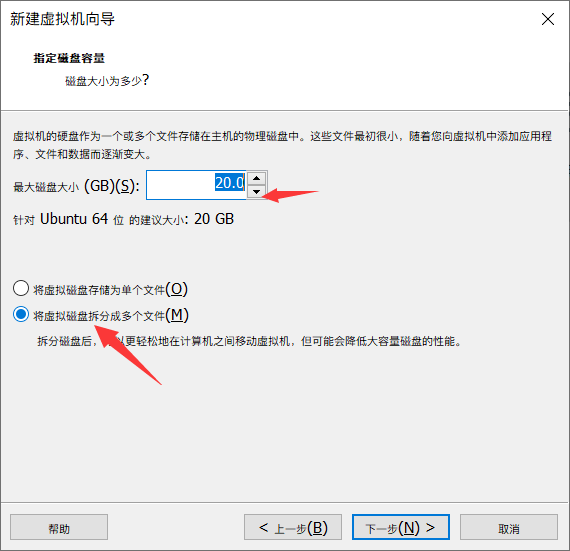 新建虚拟机向导
指定磁盘容量
磁盘大小为多少?
虚拟机的硬盘作为一个或多个文件存储在主机的物理磁盘中。这些文件最初很小，随着您向虚拟机中添加应用程
序、文件和数据而逐渐变大。
最大磁盘大小 (GB)(S): 20.0
针对 Ubuntu 64 位 的建议大小: 20 GB
将虚拟磁盘存储为单个文件(O)
将虚拟磁盘拆分成多个文件(M)
拆分磁盘后，以更轻松地在计算机之间移动虚拟机，但可能会降低大容量磁盘的性能。
帮助 < 上一步(B) 下一步(N) > 取消